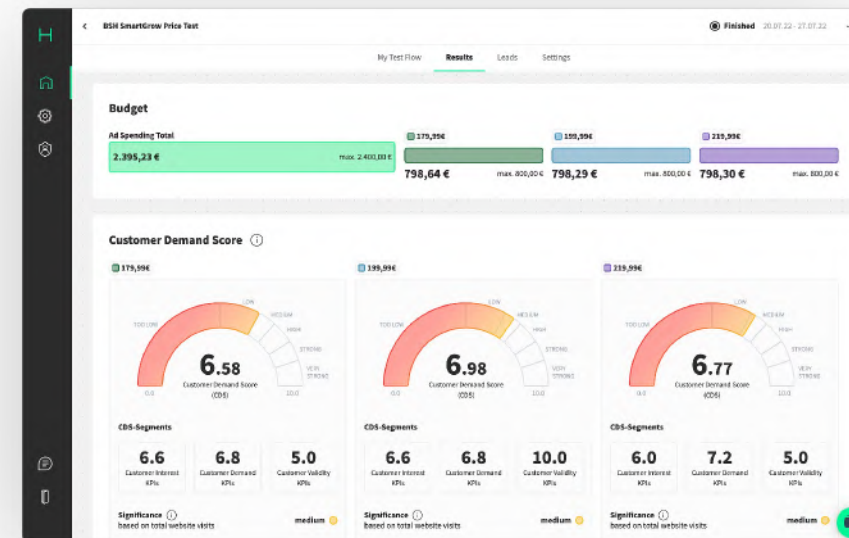 BSH SmartGrow Price Test
Finished 20.07.22 - 27.07.22
My Test Flow Results Leads Settings
Budget
Ad Spending Total
2.395,23 € max. 2.400,00 €
179,99€
798,64 € max. 800,00 €
199,99€
798,29 € max. 800,00 €
219,99€
798,30 € max. 800,00 €
Customer Demand Score
179,99€
TOO LOW
LOW
MEDIUM
HIGH
STRONG
VERY
STRONG
6.58
Customer Demand Score
(CDS)
0.0 10.0
CDS-Segments
6.6 6.8 5.0
Customer Interest Customer Demand Customer Validity
KPIs KPIs KPIs
Significance
based on total website visits
medium
199,99€
TOO LOW
LOW
MEDIUM
HIGH
STRONG
VERY
STRONG
6.98
Customer Demand Score
(CDS)
0.0 10.0
CDS-Segments
6.6 6.8 10.0
Customer Interest Customer Demand Customer Validity
KPIs KPIs KPIs
Significance
based on total website visits
medium
219,99€
TOO LOW
LOW
MEDIUM
HIGH
STRONG
VERY
STRONG
6.77
Customer Demand Score
(CDS)
0.0 10.0
CDS-Segments
6.0 7.2 5.0
Customer Interest Customer Demand Customer Validity
KPIs KPIs KPIs
Significance
based on total website visits
medium